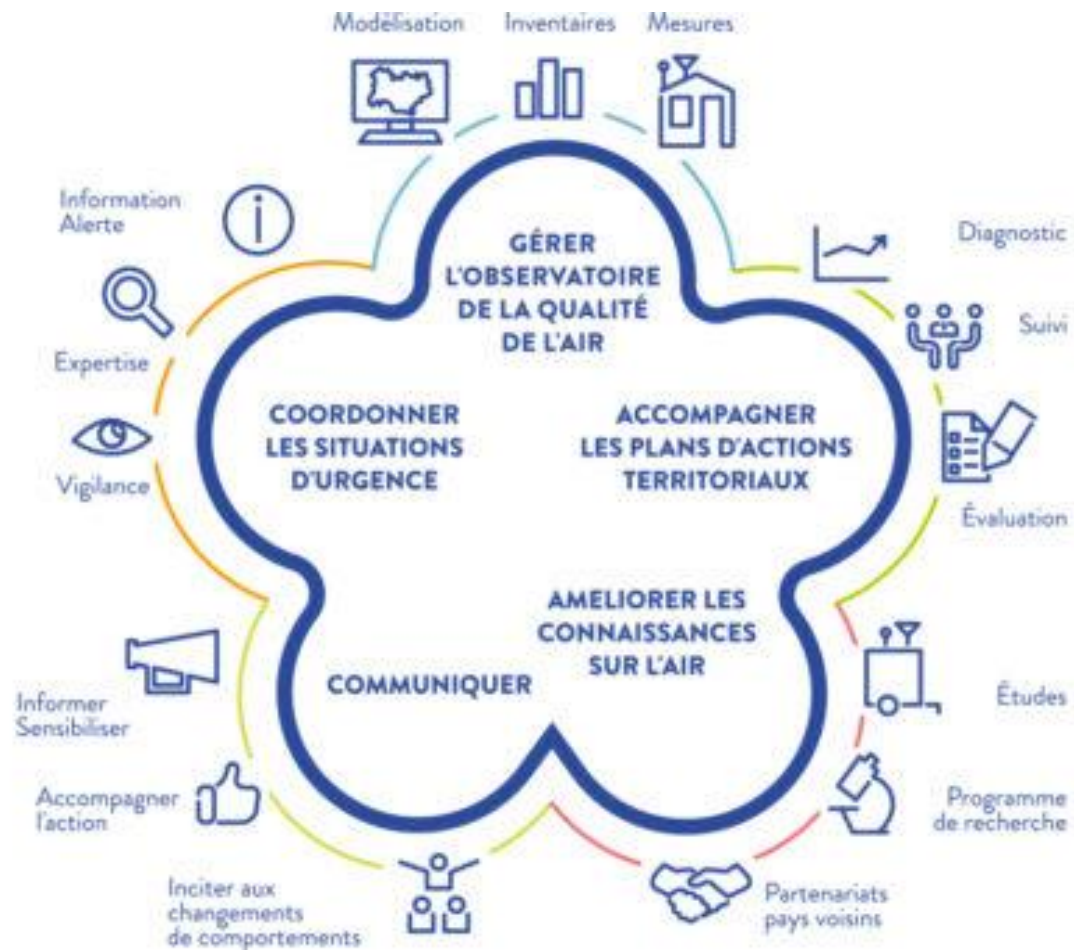 Modélisation
Inventaires
Mesures
Information
Alerte
Expertise
Vigilance
Diagnostic
Suivi
Évaluation
GÉRER
L'OBSERVATOIRE
DE LA QUALITÉ
DE L'AIR
COORDONNER
LES SITUATIONS
D'URGENCE
ACCOMPAGNER
LES PLANS D'ACTIONS
TERRITORIAUX
AMELIORER LES
CONNAISSANCES
SUR L'AIR
COMMUNIQUER
Informer
Sensibiliser
Accompagner
l'action
Inciter aux
changements
de comportements
Études
Programme
de recherche
Partenariats
pays voisins